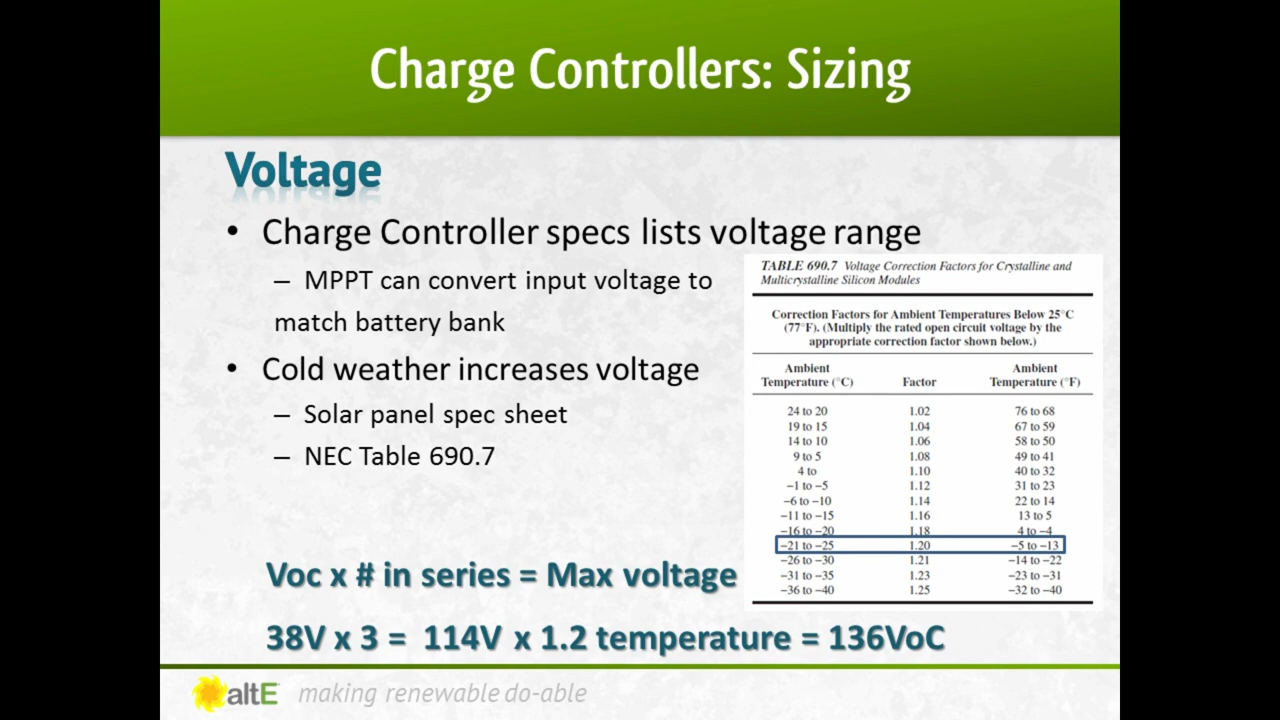 Charge Controllers: Sizing
Voltage
• Charge Controller specs lists voltage range
– MPPT can convert input voltage to
match battery bank
• Cold weather increases voltage
– Solar panel spec sheet
– NEC Table 690.7
TABLE 690.7 Voltage Correction Factors for Crystalline and
Multicrystalline Silicon Modules
Correction Factors for Ambient Temperatures Below 25°C
(77°F). (Multiply the rated open circuit voltage by the
appropriate correction factor shown below.)
Ambient Ambient
Temperature (°C) Factor Temperature (°F)
24 to 20 1.02 76 to 68
19 to 15 1.04 67 to 59
14 to 10 1.06 58 to 50
9 to 5 1.08 49 to 41
4 to 1.10 40 to 32
–1 to –5 1.12 31 to 23
–6 to –10 1.14 22 to 14
–11 to –15 1.16 13 to 5
–16 to –20 1.18 4 to –4
–21 to –25 1.20 –5 to –13
–26 to –30 1.21 –14 to –22
–31 to –35 1.23 –23 to –31
–36 to –40 1.25 –32 to –40
Voc x # in series = Max voltage
38V x 3 = 114V x 1.2 temperature = 136VoC
altE making renewable do-able